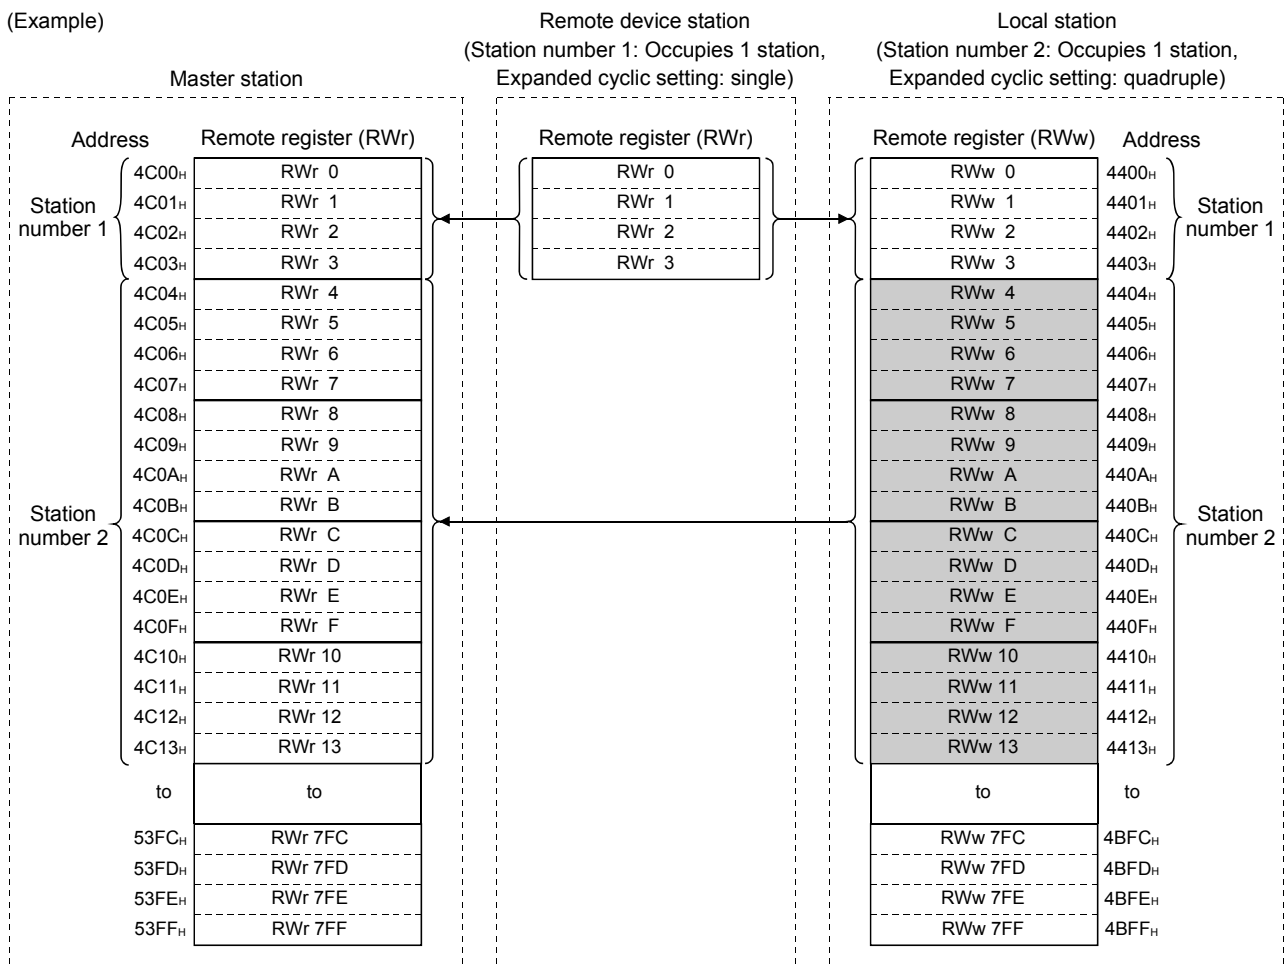 (Example)
Remote device station
(Station number 1: Occupies 1 station,
Expanded cyclic setting: single)
Local station
(Station number 2: Occupies 1 station,
Expanded cyclic setting: quadruple)
Master station
Address Remote register (RWr) Remote register (RWr) Remote register (RWw) Address
4C00H RWr 0 RWr 0 RWw 0 4400H
Station number 1
4C01H RWr 1 RWr 1 RWw 1 4401H
Station number 1
4C02H RWr 2 RWr 2 RWw 2 4402H
4C03H RWr 3 RWr 3 RWw 3 4403H
4C04H RWr 4 RWw 4 4404H
4C05H RWr 5 RWw 5 4405H
4C06H RWr 6 RWw 6 4406H
4C07H RWr 7 RWw 7 4407H
4C08H RWr 8 RWw 8 4408H
4C09H RWr 9 RWw 9 4409H
4C0AH RWr A RWw A 440AH
4C0BH RWr B RWw B 440BH
Station number 2
4C0CH RWr C RWw C 440CH
Station number 2
4C0DH RWr D RWw D 440DH
4C0EH RWr E RWw E 440EH
4C0FH RWr F RWw F 440FH
4C10H RWr 10 RWw 10 4410H
4C11H RWr 11 RWw 11 4411H
4C12H RWr 12 RWw 12 4412H
4C13H RWr 13 RWw 13 4413H
to to to to
53FCH RWr 7FC RWw 7FC 4BFCH
53FDH RWr 7FD RWw 7FD 4BFDH
53FEH RWr 7FE RWw 7FE 4BFEH
53FFH RWr 7FF RWw 7FF 4BFFH